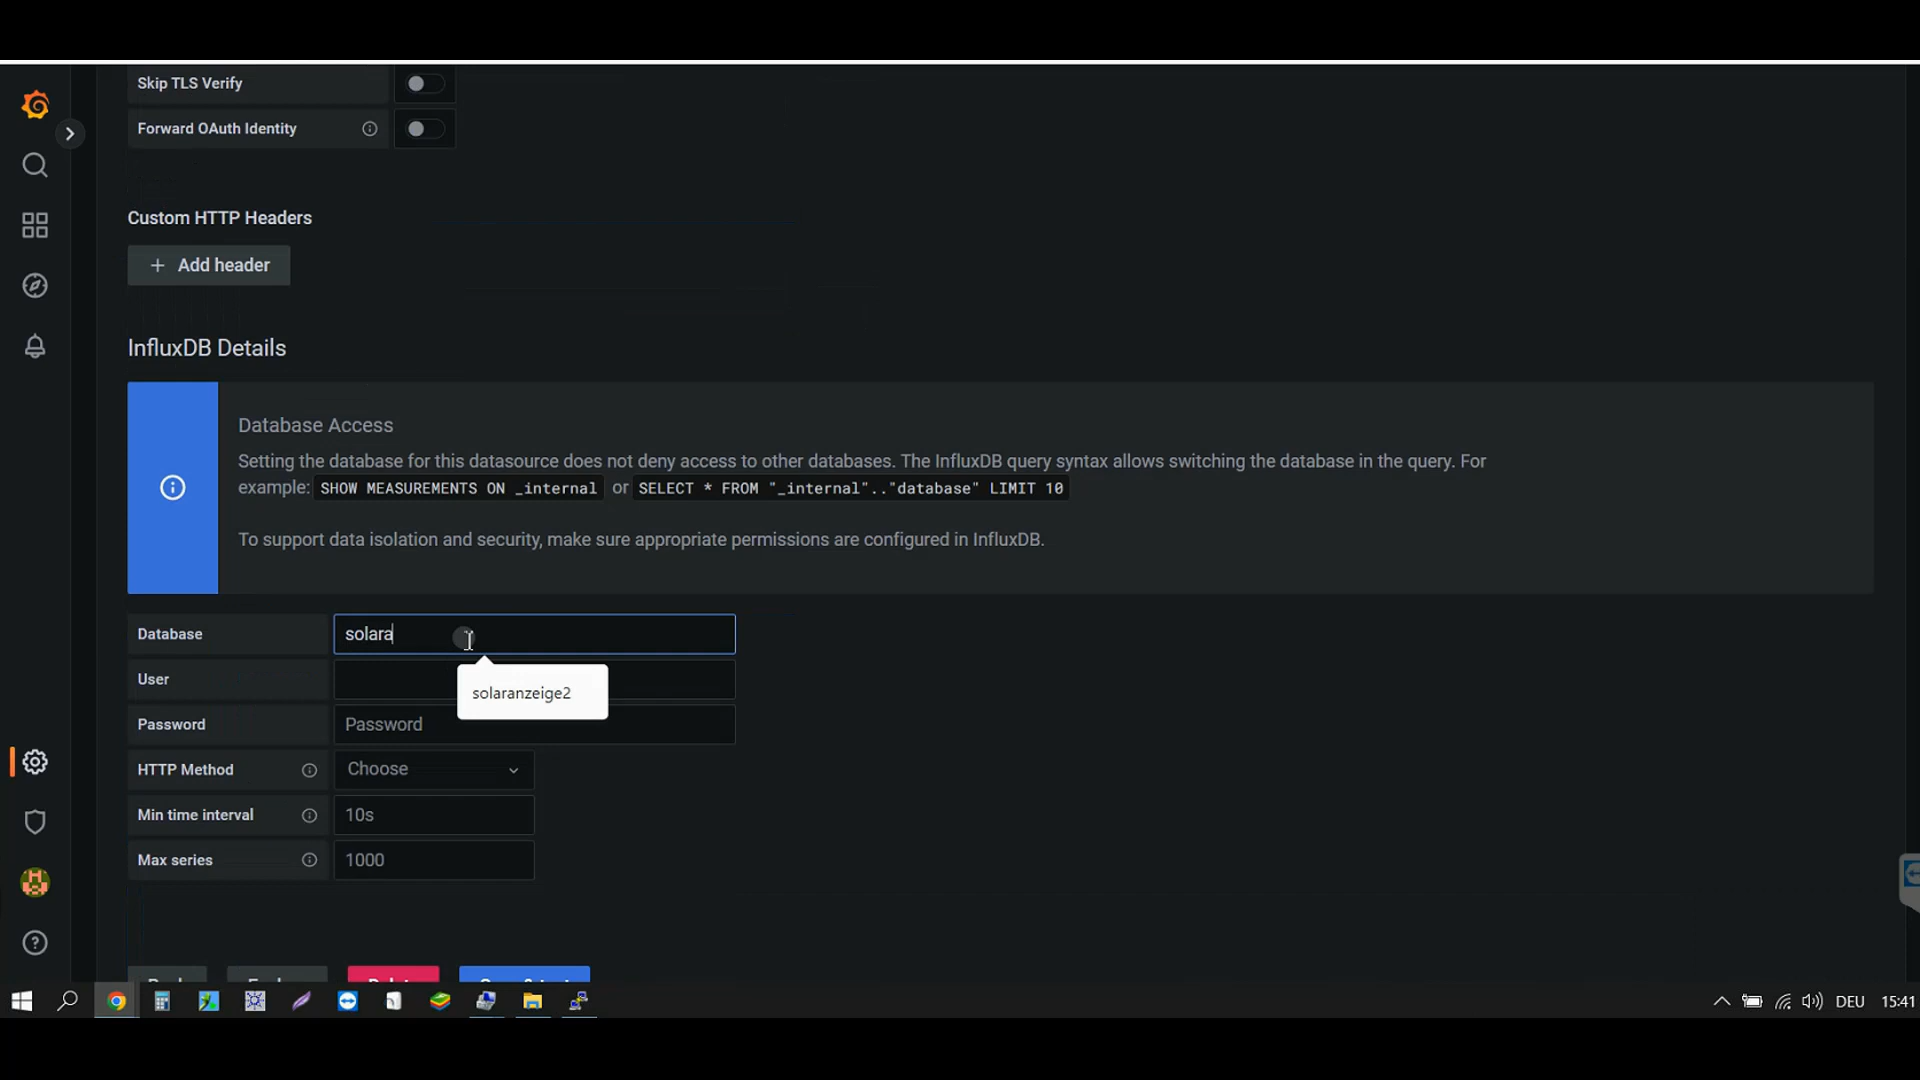 Skip TLS Verify
Forward OAuth Identity
Custom HTTP Headers
+ Add header
InfluxDB Details
Database Access
Setting the database for this datasource does not deny access to other databases. The InfluxDB query syntax allows switching the database in the query. For
example: SHOW MEASUREMENTS ON _internal or SELECT * FROM "_internal".."database" LIMIT 10
To support data isolation and security, make sure appropriate permissions are configured in InfluxDB.
Database solara
User
solaranzeige2
Password Password
HTTP Method Choose
Min time interval 10s
Max series 1000
DEU 15:41